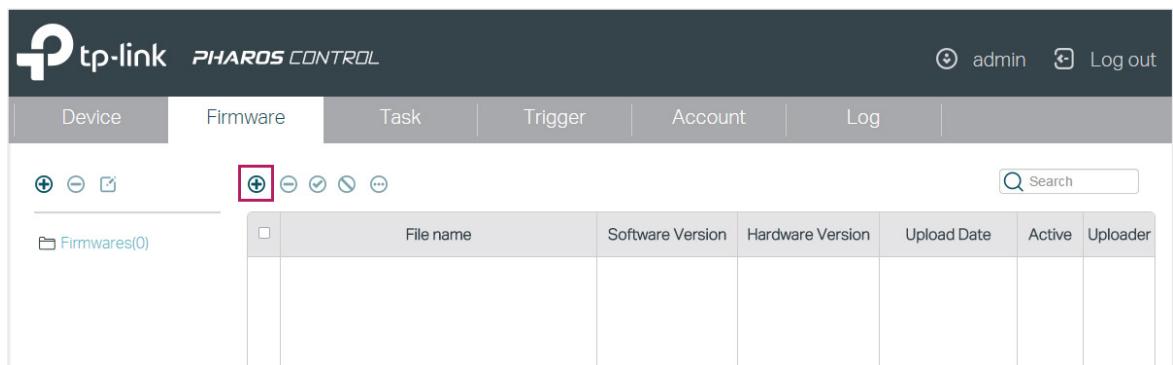 tp-link PHAROS CONTROL
admin Log out
Device Firmware Task Trigger Account Log
Search
Firmwares(0)
File name Software Version Hardware Version Upload Date Active Uploader